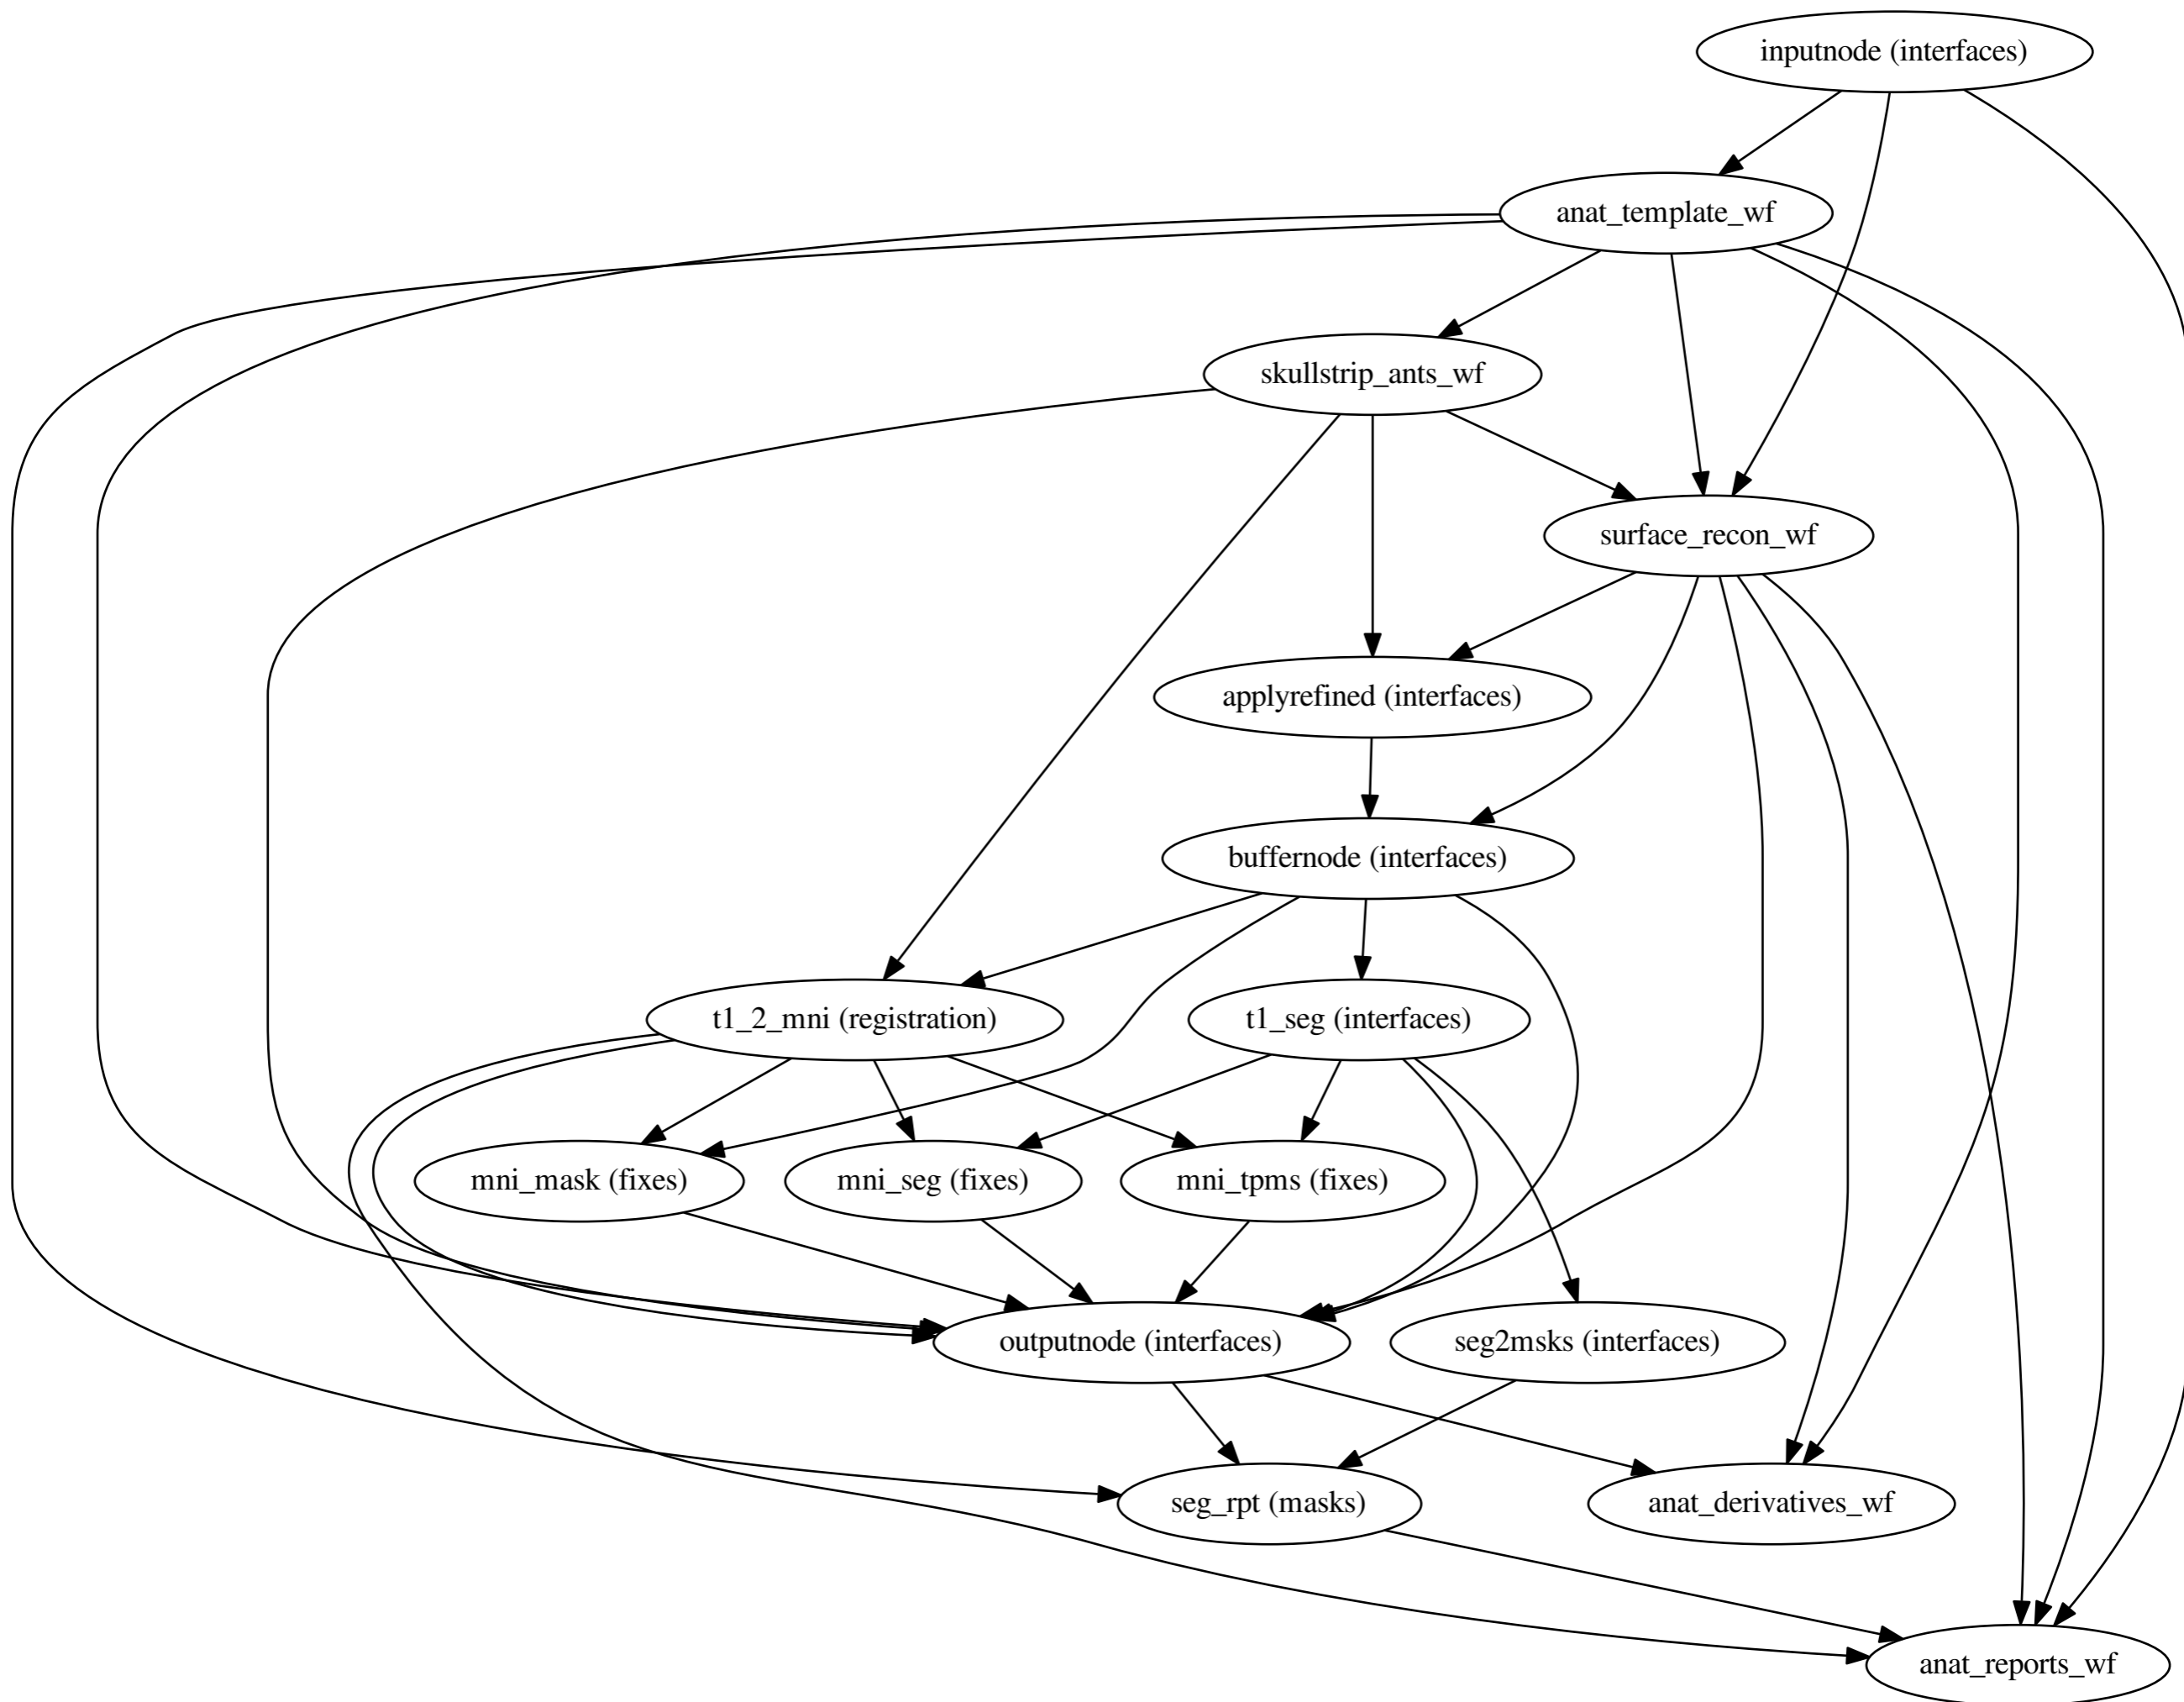 inputnode (interfaces)
anat_template_wf
skullstrip_ants_wf
surface_recon_wf
applyrefined (interfaces)
buffernode (interfaces)
t1_2_mni (registration)
t1_seg (interfaces)
mni_mask (fixes)
mni_seg (fixes)
mni_tpms (fixes)
outputnode (interfaces)
seg2msks (interfaces)
seg_rpt (masks)
anat_derivatives_wf
anat_reports_wf